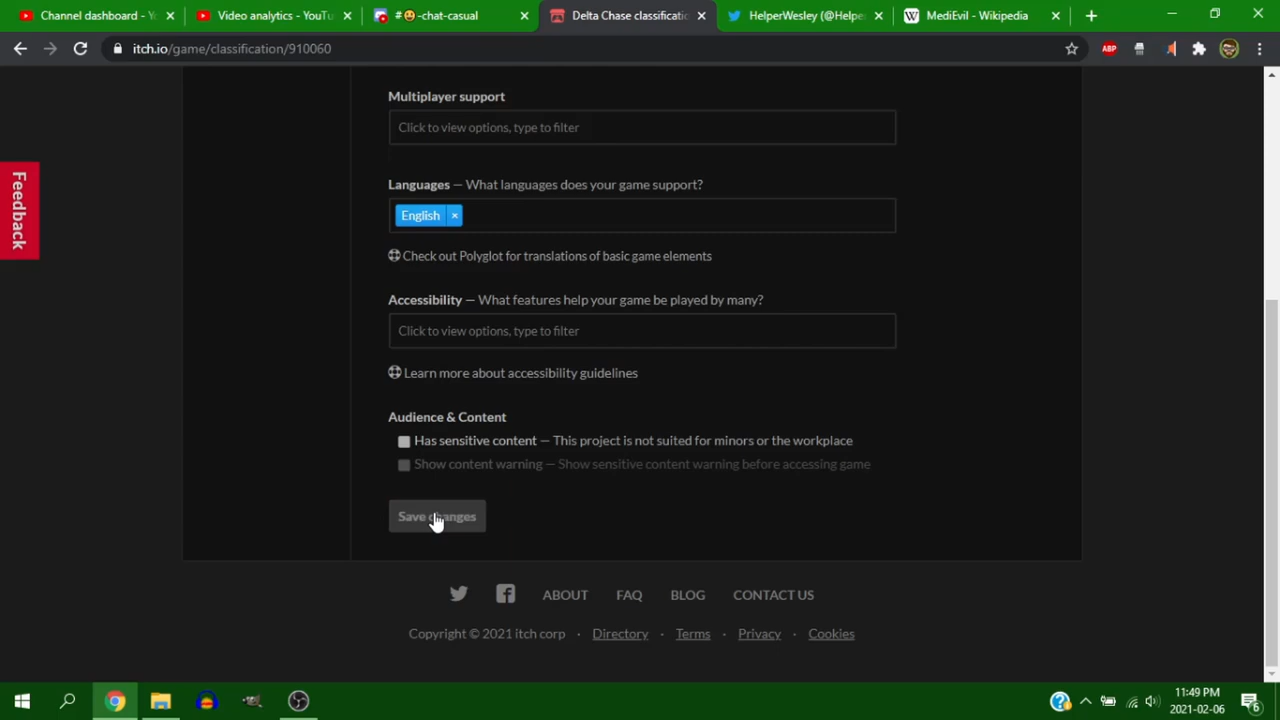 Channel dashboard - Yo
Video analytics - YouTu
#😃-chat-casual
Delta Chase classificatio
HelperWesley (@Helpe
MediEvil - Wikipedia
itch.io/game/classification/910060
ABP
Feedback
Multiplayer support
Click to view options, type to filter
Languages — What languages does your game support?
English ×
Check out Polyglot for translations of basic game elements
Accessibility — What features help your game be played by many?
Click to view options, type to filter
Learn more about accessibility guidelines
Audience & Content
Has sensitive content — This project is not suited for minors or the workplace
Show content warning — Show sensitive content warning before accessing game
Save changes
ABOUT FAQ BLOG CONTACT US
Copyright © 2021 itch corp · Directory · Terms · Privacy · Cookies
11:49 PM
2021-02-06
6